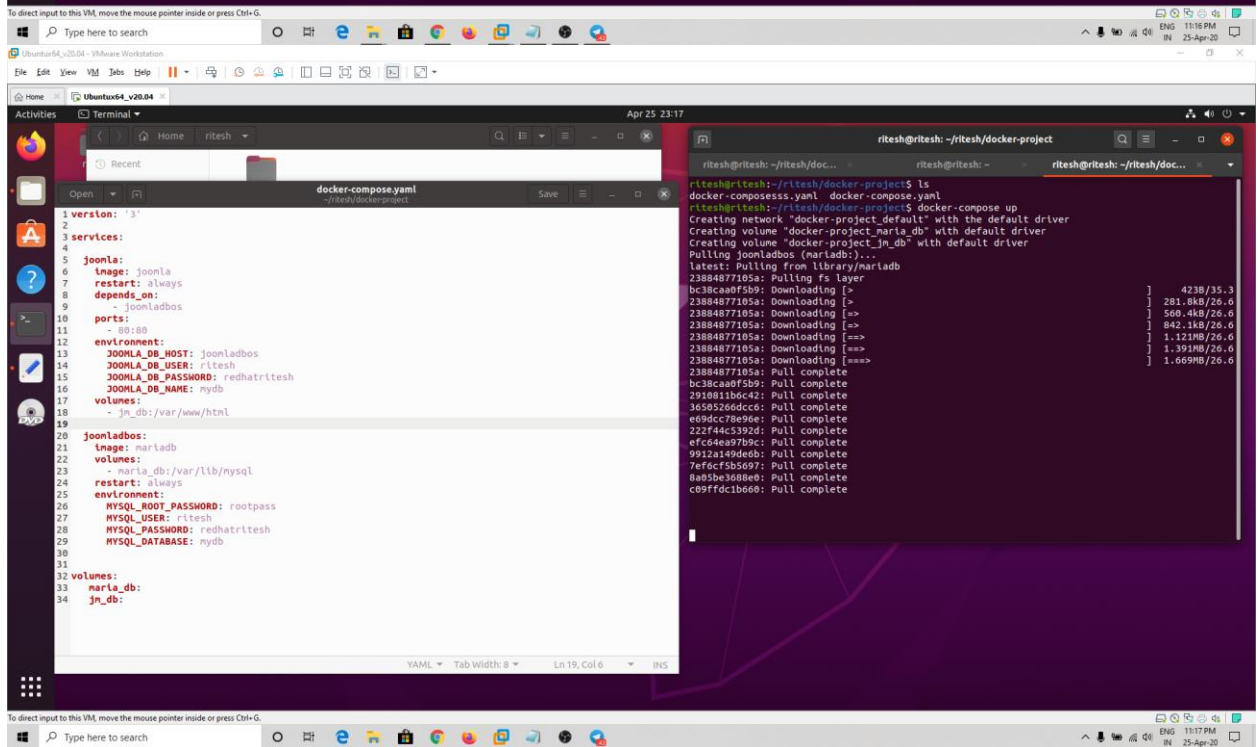 To direct input to this VM, move the mouse pointer inside or press Ctrl+G.
Type here to search
ENG 11:16 PM
IN 25-Apr-20
Ubuntux64_v20.04 - VMware Workstation
File Edit View VM Tabs Help
Home Ubuntux64_v20.04
Activities Terminal Apr 25 23:17
Home ritesh
Recent
Open docker-compose.yaml Save
~/ritesh/docker-project
1 version: '3'
2
3 services:
4
5 joomla:
6 image: joomla
7 restart: always
8 depends_on:
9 - joomladbos
10 ports:
11 - 80:80
12 environment:
13 JOOMLA_DB_HOST: joomladbos
14 JOOMLA_DB_USER: ritesh
15 JOOMLA_DB_PASSWORD: redhatritesh
16 JOOMLA_DB_NAME: mydb
17 volumes:
18 - jm_db:/var/www/html
19
20 joomladbos:
21 image: mariadb
22 volumes:
23 - maria_db:/var/lib/mysql
24 restart: always
25 environment:
26 MYSQL_ROOT_PASSWORD: rootpass
27 MYSQL_USER: ritesh
28 MYSQL_PASSWORD: redhatritesh
29 MYSQL_DATABASE: mydb
30
31
32 volumes:
33 maria_db:
34 jm_db:
YAML Tab Width: 8 Ln 19, Col 6 INS
ritesh@ritesh: ~/ritesh/docker-project
ritesh@ritesh: ~/ritesh/doc... ritesh@ritesh: ~ ritesh@ritesh: ~/ritesh/doc...
ritesh@ritesh:~/ritesh/docker-project$ ls
docker-composesss.yaml docker-compose.yaml
ritesh@ritesh:~/ritesh/docker-project$ docker-compose up
Creating network "docker-project_default" with the default driver
Creating volume "docker-project_maria_db" with default driver
Creating volume "docker-project_jm_db" with default driver
Pulling joomladbos (mariadb:)...
latest: Pulling from library/mariadb
23884877105a: Pulling fs layer
bc38caa0f5b9: Downloading [> ] 423B/35.3
23884877105a: Downloading [> ] 281.8kB/26.6
23884877105a: Downloading [=> ] 560.4kB/26.6
23884877105a: Downloading [=> ] 842.1kB/26.6
23884877105a: Downloading [==> ] 1.121MB/26.6
23884877105a: Downloading [==> ] 1.391MB/26.6
23884877105a: Downloading [===> ] 1.669MB/26.6
23884877105a: Pull complete
bc38caa0f5b9: Pull complete
2910811b6c42: Pull complete
36505266dcc6: Pull complete
e69dcc78e96e: Pull complete
222f44c5392d: Pull complete
efc64ea97b9c: Pull complete
9912a149de6b: Pull complete
7ef6cf5b5697: Pull complete
8a05be3688e0: Pull complete
c09ffdc1b660: Pull complete
To direct input to this VM, move the mouse pointer inside or press Ctrl+G.
Type here to search
ENG 11:17 PM
IN 25-Apr-20